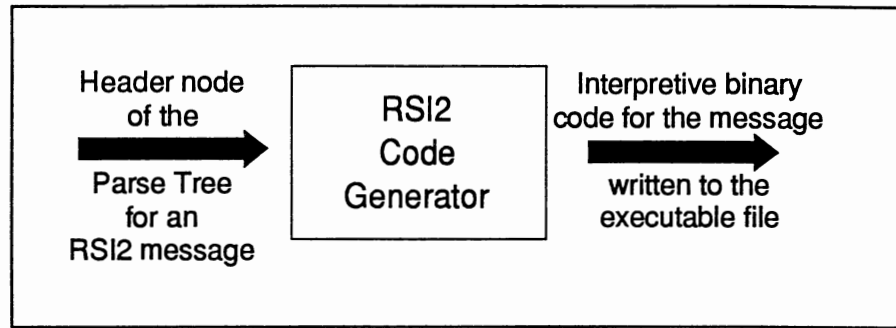 Header node
of the
Parse Tree
for an
RSI2 message
RSI2
Code
Generator
Interpretive binary
code for the message
written to the
executable file